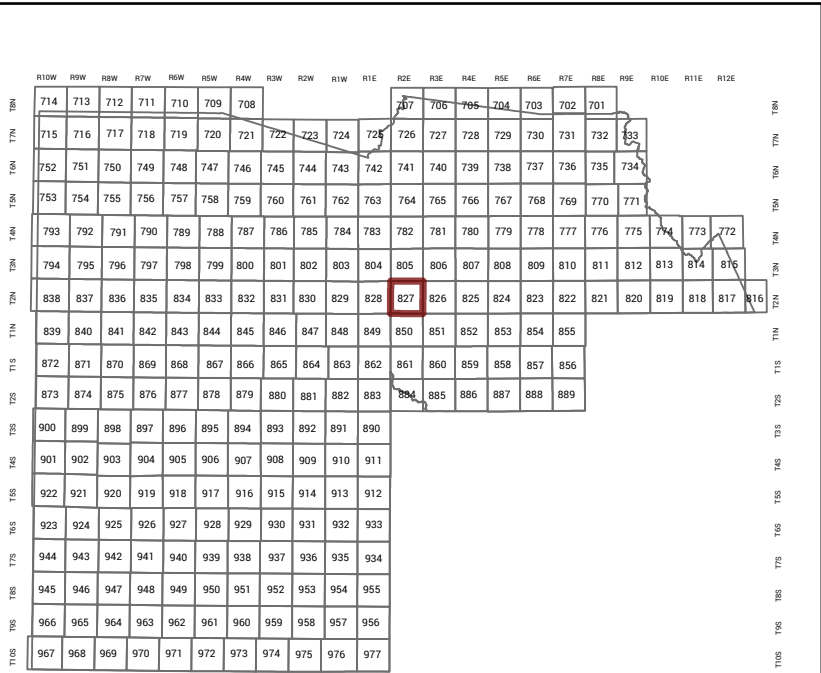 R10W R9W R8W R7W R6W R5W R4W R3W R2W R1W R1E R2E R3E R4E R5E R6E R7E R8E R9E R10E R11E R12E
T8N 714 713 712 711 710 709 708 707 706 705 704 703 702 701 T8N
T7N 715 716 717 718 719 720 721 722 723 724 725 726 727 728 729 730 731 732 733 T7N
T6N 752 751 750 749 748 747 746 745 744 743 742 741 740 739 738 737 736 735 734 T6N
T5N 753 754 755 756 757 758 759 760 761 762 763 764 765 766 767 768 769 770 771 T5N
T4N 793 792 791 790 789 788 787 786 785 784 783 782 781 780 779 778 777 776 775 774 773 772 T4N
T3N 794 795 796 797 798 799 800 801 802 803 804 805 806 807 808 809 810 811 812 813 814 815 T3N
T2N 838 837 836 835 834 833 832 831 830 829 828 827 826 825 824 823 822 821 820 819 818 817 816 T2N
T1N 839 840 841 842 843 844 845 846 847 848 849 850 851 852 853 854 855 T1N
T1S 872 871 870 869 868 867 866 865 864 863 862 861 860 859 858 857 856 T1S
T2S 873 874 875 876 877 878 879 880 881 882 883 884 885 886 887 888 889 T2S
T3S 900 899 898 897 896 895 894 893 892 891 890 T3S
T4S 901 902 903 904 905 906 907 908 909 910 911 T4S
T5S 922 921 920 919 918 917 916 915 914 913 912 T5S
T6S 923 924 925 926 927 928 929 930 931 932 933 T6S
T7S 944 943 942 941 940 939 938 937 936 935 934 T7S
T8S 945 946 947 948 949 950 951 952 953 954 955 T8S
T9S 966 965 964 963 962 961 960 959 958 957 956 T9S
T10S 967 968 969 970 971 972 973 974 975 976 977 T10S